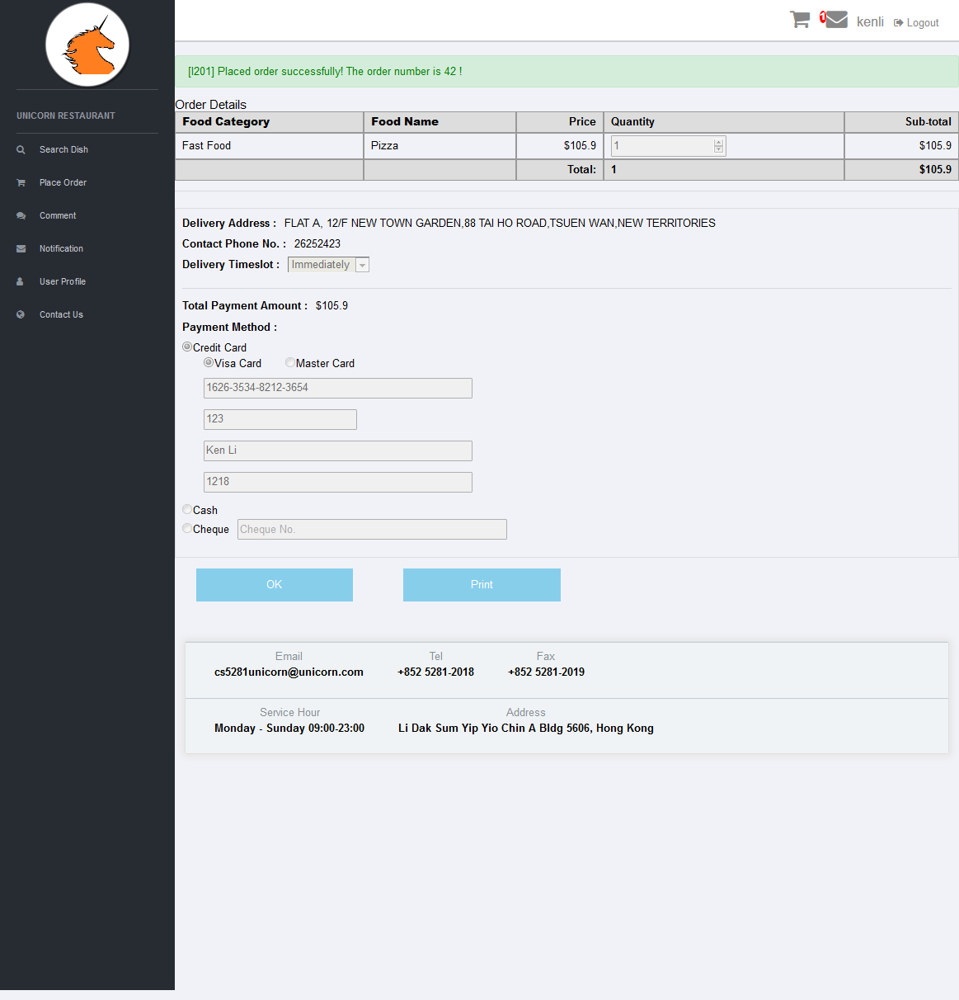 1 kenli Logout
[I201] Placed order successfully! The order number is 42 !
UNICORN RESTAURANT
Search Dish
Place Order
Comment
Notification
User Profile
Contact Us
Order Details
Food Category Food Name Price Quantity Sub-total
Fast Food Pizza $105.9 1 $105.9
Total: 1 $105.9
Delivery Address : FLAT A, 12/F NEW TOWN GARDEN,88 TAI HO ROAD,TSUEN WAN,NEW TERRITORIES
Contact Phone No. : 26252423
Delivery Timeslot : Immediately
Total Payment Amount : $105.9
Payment Method :
Credit Card
Visa Card Master Card
1626-3534-8212-3654
123
Ken Li
1218
Cash
Cheque Cheque No.
OK Print
Email Tel Fax
cs5281unicorn@unicorn.com +852 5281-2018 +852 5281-2019
Service Hour Address
Monday - Sunday 09:00-23:00 Li Dak Sum Yip Yio Chin A Bldg 5606, Hong Kong